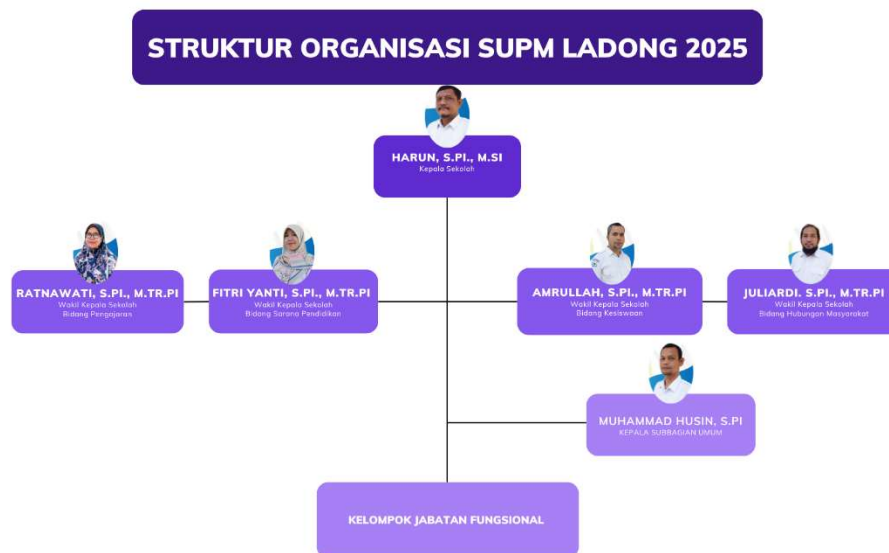 STRUKTUR ORGANISASI SUPM LADONG 2025
HARUN, S.PI., M.SI
Kepala Sekolah
RATNAWATI, S.PI., M.TR.PI
Wakil Kepala Sekolah
Bidang Pengajaran
FITRI YANTI, S.PI., M.TR.PI
Wakil Kepala Sekolah
Bidang Sarana Pendidikan
AMRULLAH, S.PI., M.TR.PI
Wakil Kepala Sekolah
Bidang Kesiswaan
JULIARDI. S.PI., M.TR.PI
Wakil Kepala Sekolah
Bidang Hubungan Masyarakat
MUHAMMAD HUSIN, S.PI
KEPALA SUBBAGIAN UMUM
KELOMPOK JABATAN FUNGSIONAL